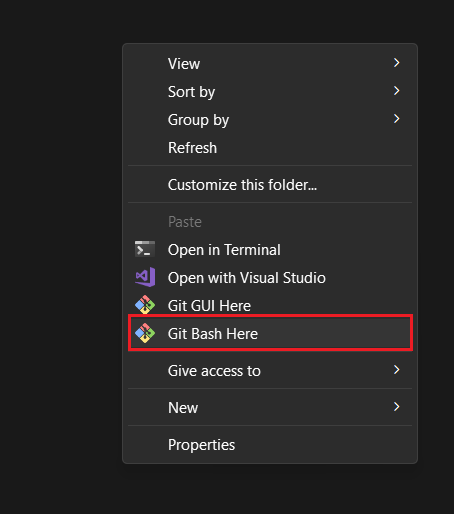 View
Sort by
Group by
Refresh
Customize this folder...
Paste
Open in Terminal
Open with Visual Studio
Git GUI Here
Git Bash Here
Give access to
New
Properties